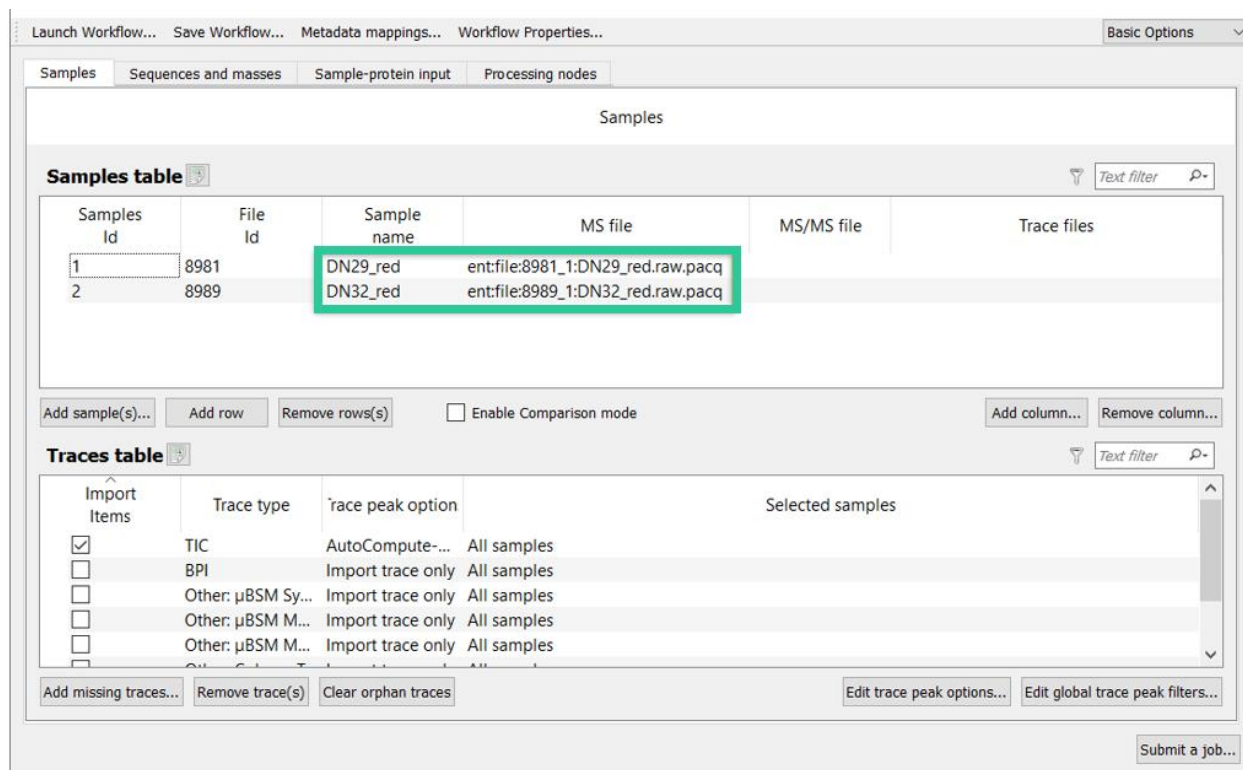 Launch Workflow... Save Workflow... Metadata mappings... Workflow Properties... Basic Options
Samples Sequences and masses Sample-protein input Processing nodes
Samples
Samples table Text filter
Samples Id File Id Sample name MS file MS/MS file Trace files
1 8981 DN29_red ent:file:8981_1:DN29_red.raw.pacq
2 8989 DN32_red ent:file:8989_1:DN32_red.raw.pacq
Add sample(s)... Add row Remove rows(s) Enable Comparison mode Add column... Remove column...
Traces table Text filter
Import Items Trace type race peak option Selected samples
TIC AutoCompute-... All samples
BPI Import trace only All samples
Other: µBSM Sy... Import trace only All samples
Other: µBSM M... Import trace only All samples
Other: µBSM M... Import trace only All samples
Add missing traces... Remove trace(s) Clear orphan traces Edit trace peak options... Edit global trace peak filters...
Submit a job...